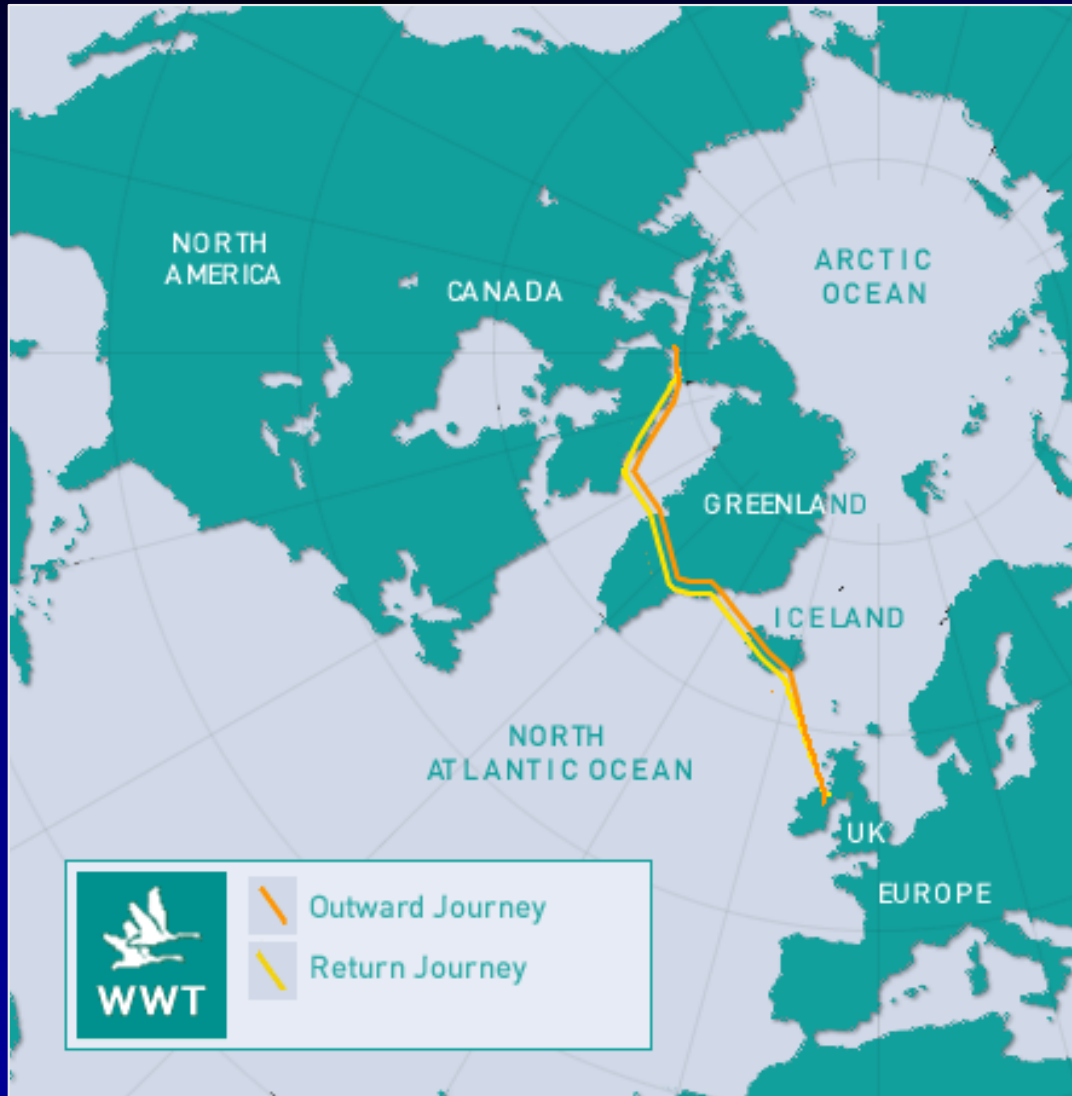 NORTH
AMERICA
CANADA
ARCTIC
OCEAN
GREENLAND
ICELAND
NORTH
ATLANTIC OCEAN
UK
EUROPE
WWT
Outward Journey
Return Journey